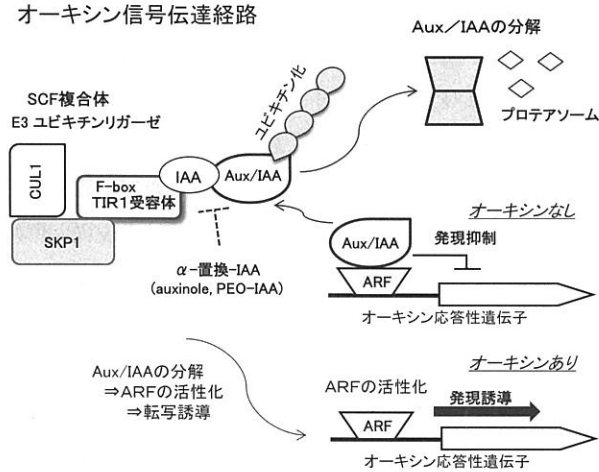 オーキシン信号伝達経路
Aux／IAAの分解
プロテアソーム
ユビキチン化
SCF複合体
E3 ユビキチンリガーゼ
CUL1
F-box
TIR1受容体
IAA
Aux/IAA
SKP1
α-置換-IAA
(auxinole, PEO-IAA)
オーキシンなし
Aux/IAA
発現抑制
ARF
オーキシン応答性遺伝子
Aux/IAAの分解
⇒ARFの活性化
⇒転写誘導
オーキシンあり
ARFの活性化
発現誘導
ARF
オーキシン応答性遺伝子